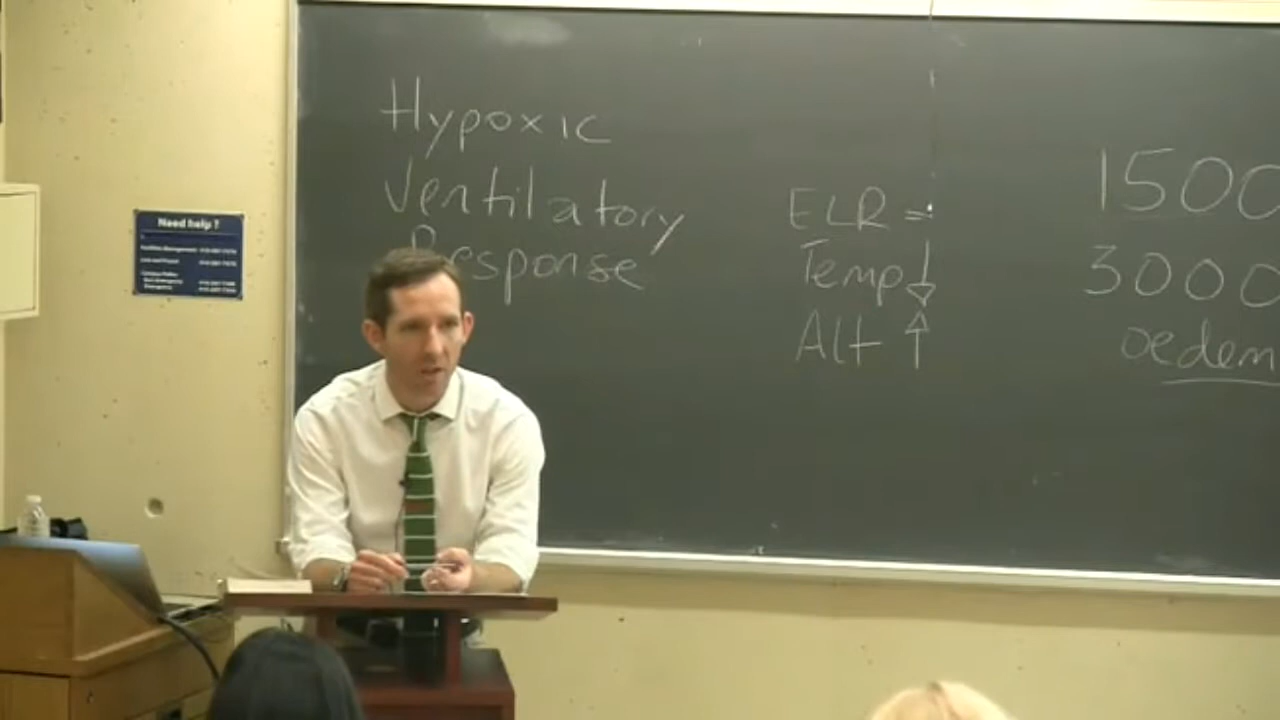 Hypoxic
Ventilatory
Response
ELR =
Temp ↓
Alt ↑
1500
3000
oedem
Need help ?